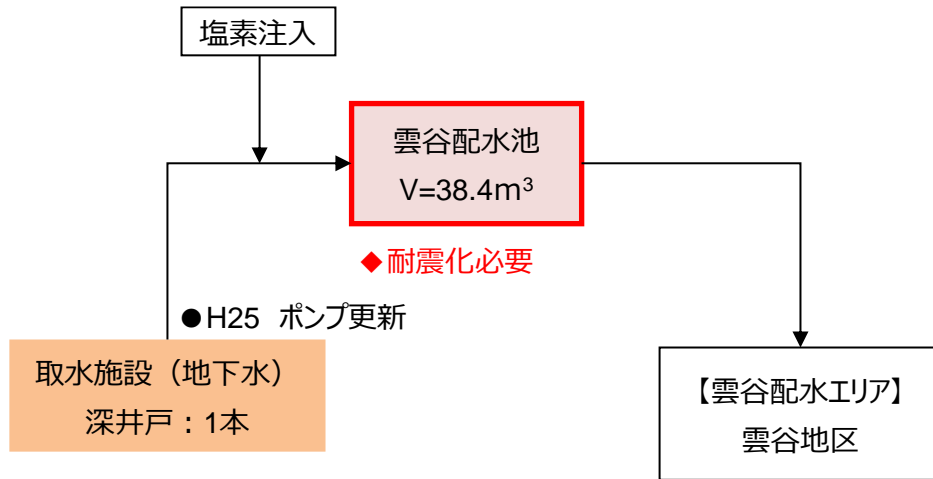 塩素注入
雲谷配水池
V=38.4m³
◆耐震化必要
●H25 ポンプ更新
取水施設（地下水）
深井戸：1本
【雲谷配水エリア】
雲谷地区